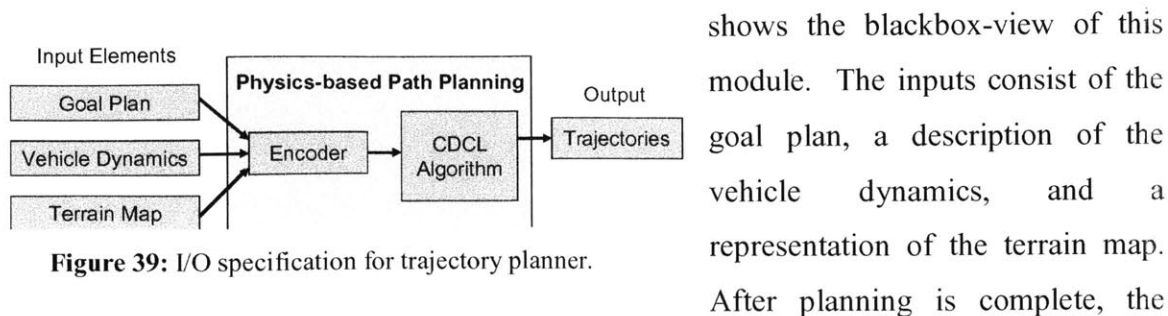 Input Elements
Goal Plan
Vehicle Dynamics
Terrain Map
Physics-based Path Planning
Encoder
CDCL
Algorithm
Output
Trajectories
Figure 39: I/O specification for trajectory planner.
shows the blackbox-view of this
module. The inputs consist of the
goal plan, a description of the
vehicle dynamics, and a
representation of the terrain map.
After planning is complete, the